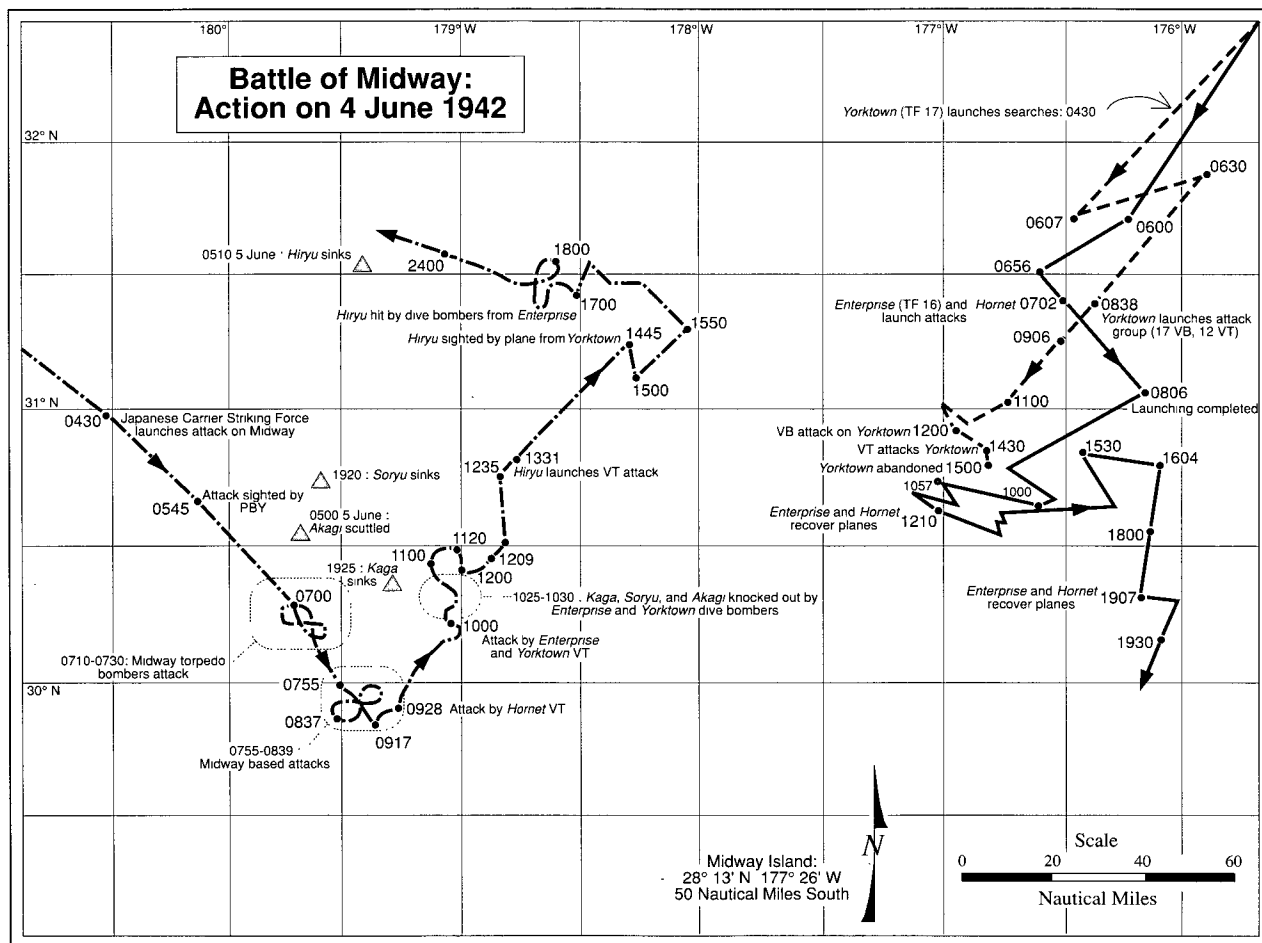 180°
179° W
178° W
177° W
176° W
Battle of Midway:
Action on 4 June 1942
Yorktown (TF 17) launches searches: 0430
32° N
0630
0607
0600
0510 5 June : Hiryu sinks
1800
2400
0656
1700
Enterprise (TF 16) and Hornet
launch attacks
0702
0838
Yorktown launches attack
group (17 VB, 12 VT)
Hiryu hit by dive bombers from Enterprise
Hiryu sighted by plane from Yorktown
1445
1550
0906
1500
31° N
0430
Japanese Carrier Striking Force
launches attack on Midway
1100
0806
Launching completed
VB attack on Yorktown 1200
VT attacks Yorktown
1430
Yorktown abandoned 1500
1530
1604
1331
1235
Hiryu launches VT attack
1920 : Soryu sinks
0545
Attack sighted by
PBY
1057
1000
0500 5 June :
Akagi scuttled
Enterprise and Hornet
recover planes
1210
1800
1120
1100
1209
1200
1925 : Kaga
sinks
0700
1025-1030 . Kaga, Soryu, and Akagi knocked out by
Enterprise and Yorktown dive bombers
Enterprise and Hornet
recover planes
1907
1000
Attack by Enterprise
and Yorktown VT
1930
0710-0730: Midway torpedo
bombers attack
30° N
0755
0837
0928
Attack by Hornet VT
0917
0755-0839
Midway based attacks
N
Midway Island:
28° 13' N 177° 26' W
50 Nautical Miles South
Scale
0 20 40 60
Nautical Miles